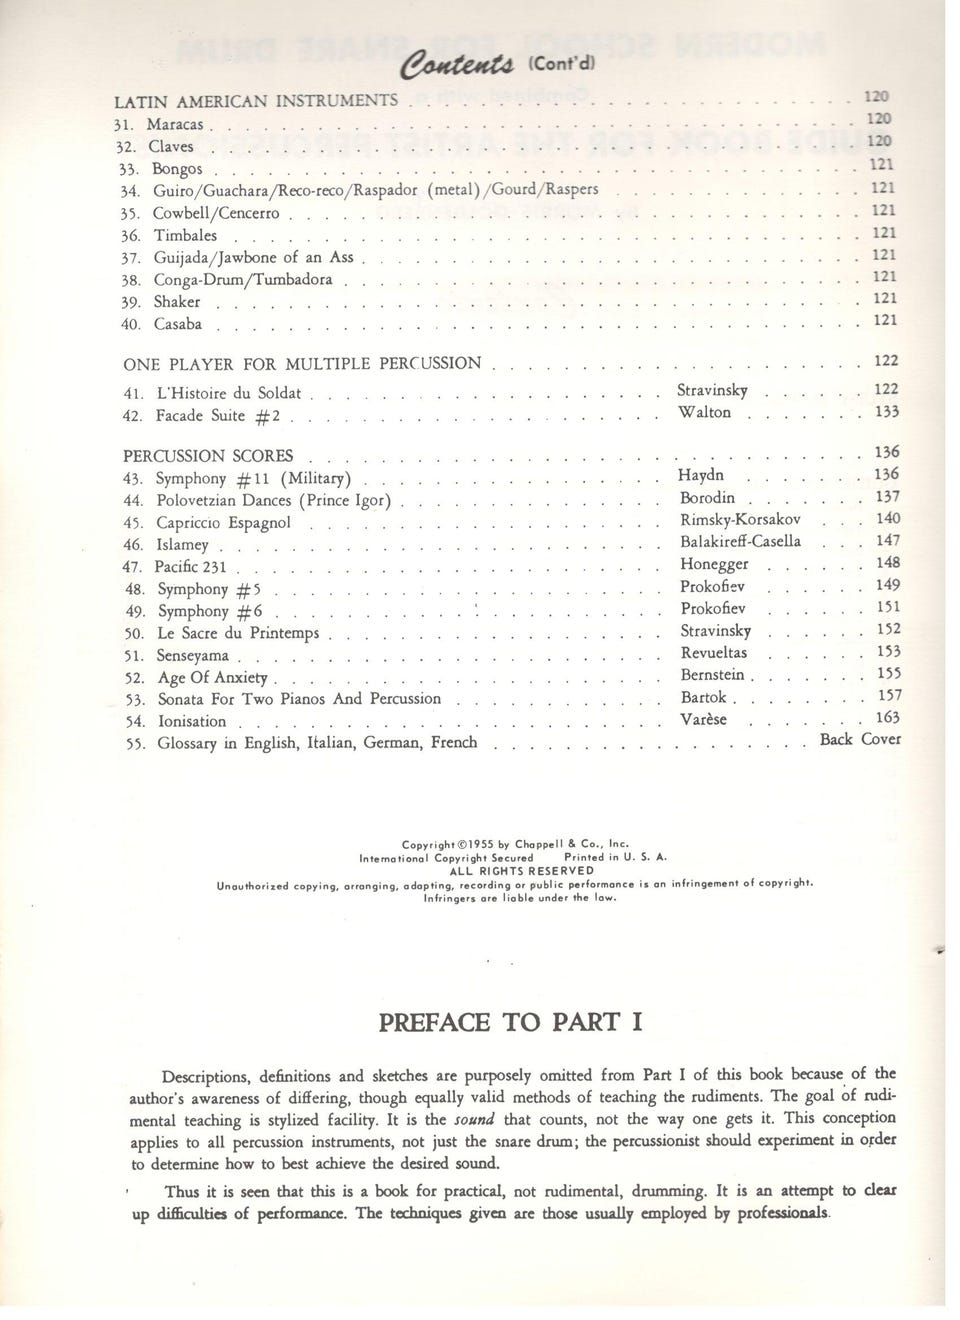 Contents (Cont'd)
LATIN AMERICAN INSTRUMENTS . . . . . . . . . . . . . . . . . . . . . . . . . 120
31. Maracas . . . . . . . . . . . . . . . . . . . . . . . . . . . . . . . . . . . . 120
32. Claves . . . . . . . . . . . . . . . . . . . . . . . . . . . . . . . . . . . . 120
33. Bongos . . . . . . . . . . . . . . . . . . . . . . . . . . . . . . . . . . . . 121
34. Guiro/Guachara/Reco-reco/Raspador (metal)/Gourd/Raspers . . . . . . . . . . . . . . 121
35. Cowbell/Cencerro . . . . . . . . . . . . . . . . . . . . . . . . . . . . . . . . 121
36. Timbales . . . . . . . . . . . . . . . . . . . . . . . . . . . . . . . . . . . 121
37. Guijada/Jawbone of an Ass . . . . . . . . . . . . . . . . . . . . . . . . . . . . 121
38. Conga-Drum/Tumbadora . . . . . . . . . . . . . . . . . . . . . . . . . . . . . 121
39. Shaker . . . . . . . . . . . . . . . . . . . . . . . . . . . . . . . . . . . . 121
40. Casaba . . . . . . . . . . . . . . . . . . . . . . . . . . . . . . . . . . . . 121
ONE PLAYER FOR MULTIPLE PERCUSSION . . . . . . . . . . . . . . . . . . . . . 122
41. L'Histoire du Soldat . . . . . . . . . . . . . . . . . . . . Stravinsky . . . . . . 122
42. Facade Suite #2 . . . . . . . . . . . . . . . . . . . . . Walton . . . . . . . 133
PERCUSSION SCORES . . . . . . . . . . . . . . . . . . . . . . . . . . . . . . . 136
43. Symphony #11 (Military) . . . . . . . . . . . . . . . . . Haydn . . . . . . . 136
44. Polovetzian Dances (Prince Igor) . . . . . . . . . . . . . . . Borodin . . . . . . . 137
45. Capriccio Espagnol . . . . . . . . . . . . . . . . . . . . Rimsky-Korsakov . . . 140
46. Islamey . . . . . . . . . . . . . . . . . . . . . . . . . Balakireff-Casella . . . 147
47. Pacific 231 . . . . . . . . . . . . . . . . . . . . . . . . Honegger . . . . . . 148
48. Symphony #5 . . . . . . . . . . . . . . . . . . . . . . Prokofiev . . . . . . 149
49. Symphony #6 . . . . . . . . . . . . . . . . . . . . . . Prokofiev . . . . . . 151
50. Le Sacre du Printemps . . . . . . . . . . . . . . . . . . . Stravinsky . . . . . . 152
51. Senseyama . . . . . . . . . . . . . . . . . . . . . . . . Revueltas . . . . . . 153
52. Age Of Anxiety . . . . . . . . . . . . . . . . . . . . . . Bernstein . . . . . . . 155
53. Sonata For Two Pianos And Percussion . . . . . . . . . . . . Bartok . . . . . . . . 157
54. Ionisation . . . . . . . . . . . . . . . . . . . . . . . . Varèse . . . . . . . 163
55. Glossary in English, Italian, German, French . . . . . . . . . . . . . . . . . . Back Cover
Copyright ©1955 by Chappell & Co., Inc.
International Copyright Secured Printed in U. S. A.
ALL RIGHTS RESERVED
Unauthorized copying, arranging, adapting, recording or public performance is an infringement of copyright.
Infringers are liable under the law.
PREFACE TO PART I
Descriptions, definitions and sketches are purposely omitted from Part I of this book because of the
author's awareness of differing, though equally valid methods of teaching the rudiments. The goal of rudi-
mental teaching is stylized facility. It is the sound that counts, not the way one gets it. This conception
applies to all percussion instruments, not just the snare drum; the percussionist should experiment in order
to determine how to best achieve the desired sound.
Thus it is seen that this is a book for practical, not rudimental, drumming. It is an attempt to clear
up difficulties of performance. The techniques given are those usually employed by professionals.